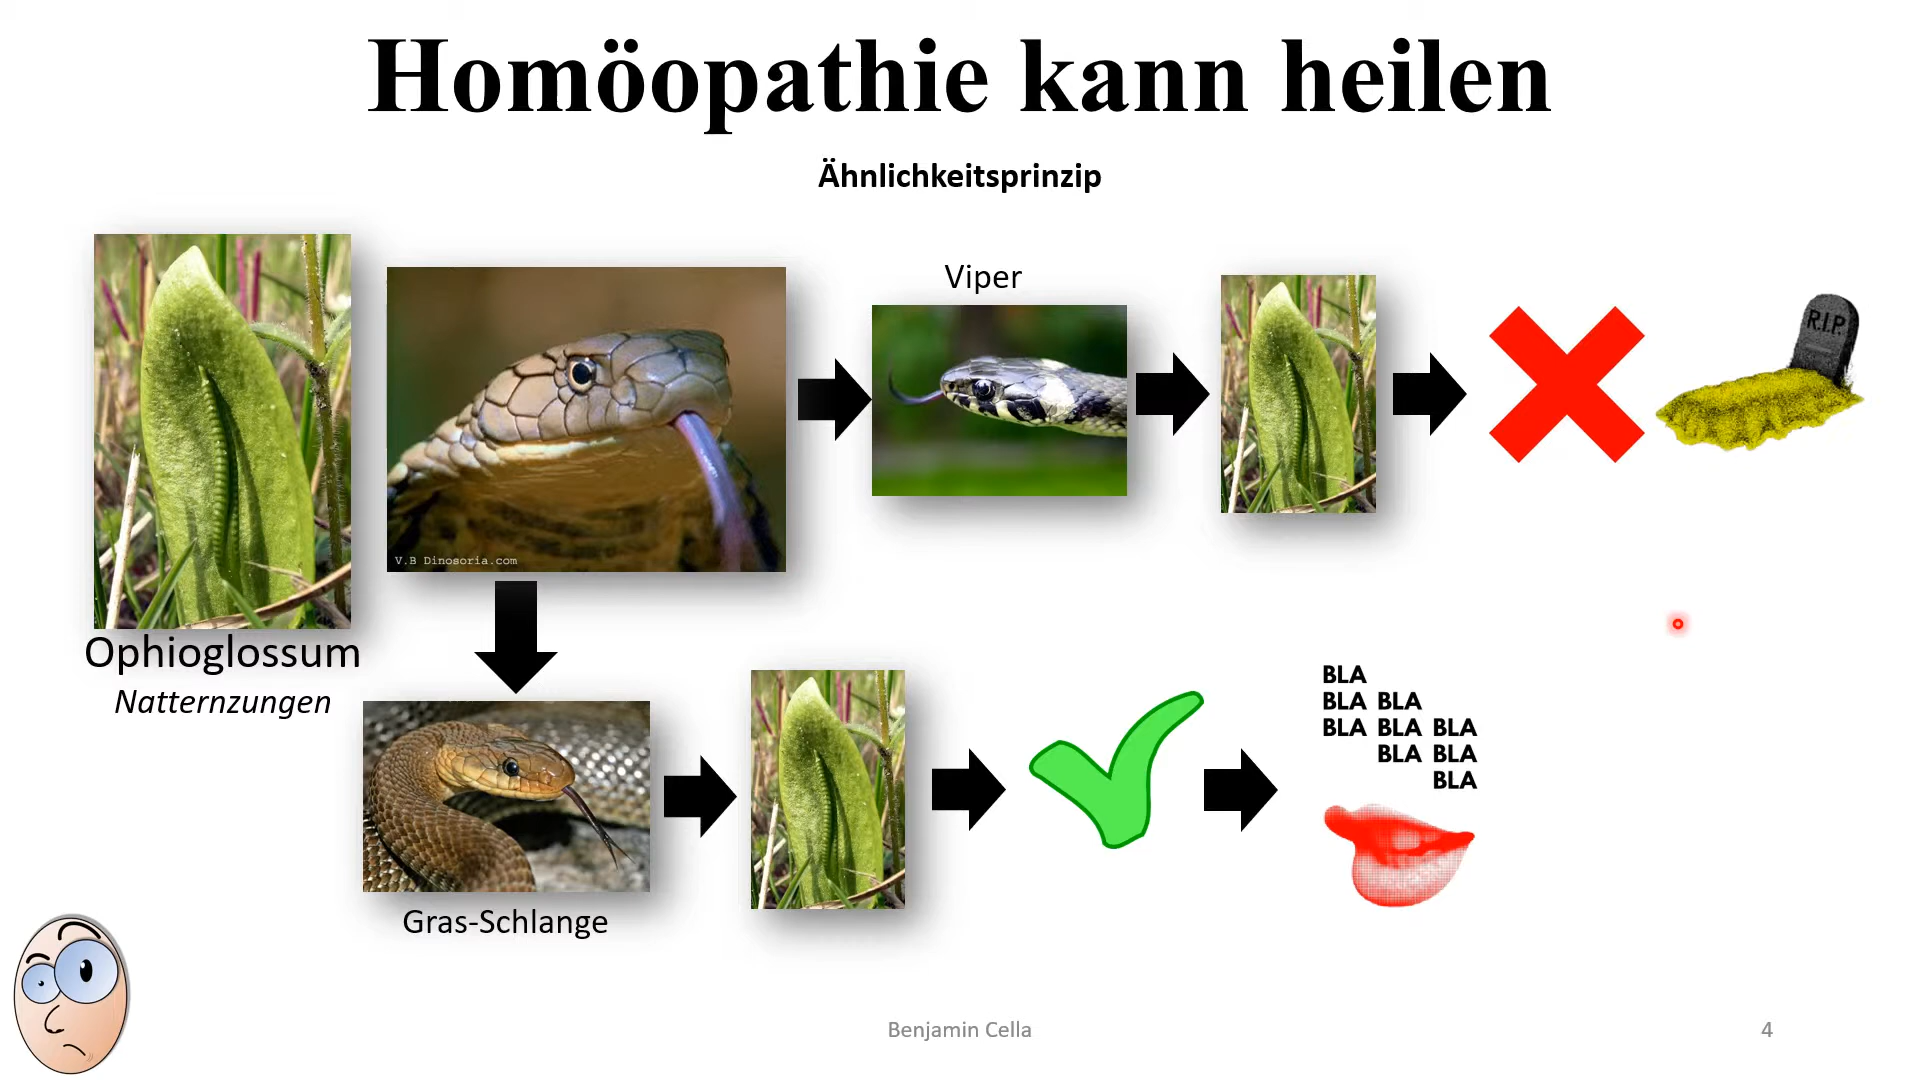 Homöopathie kann heilen
Ähnlichkeitsprinzip
Viper
R.I.P
V.B Dinosoria.com
Ophioglossum
Natternzungen
BLA
BLA BLA
BLA BLA BLA
BLA BLA
BLA
Gras-Schlange
Benjamin Cella
4